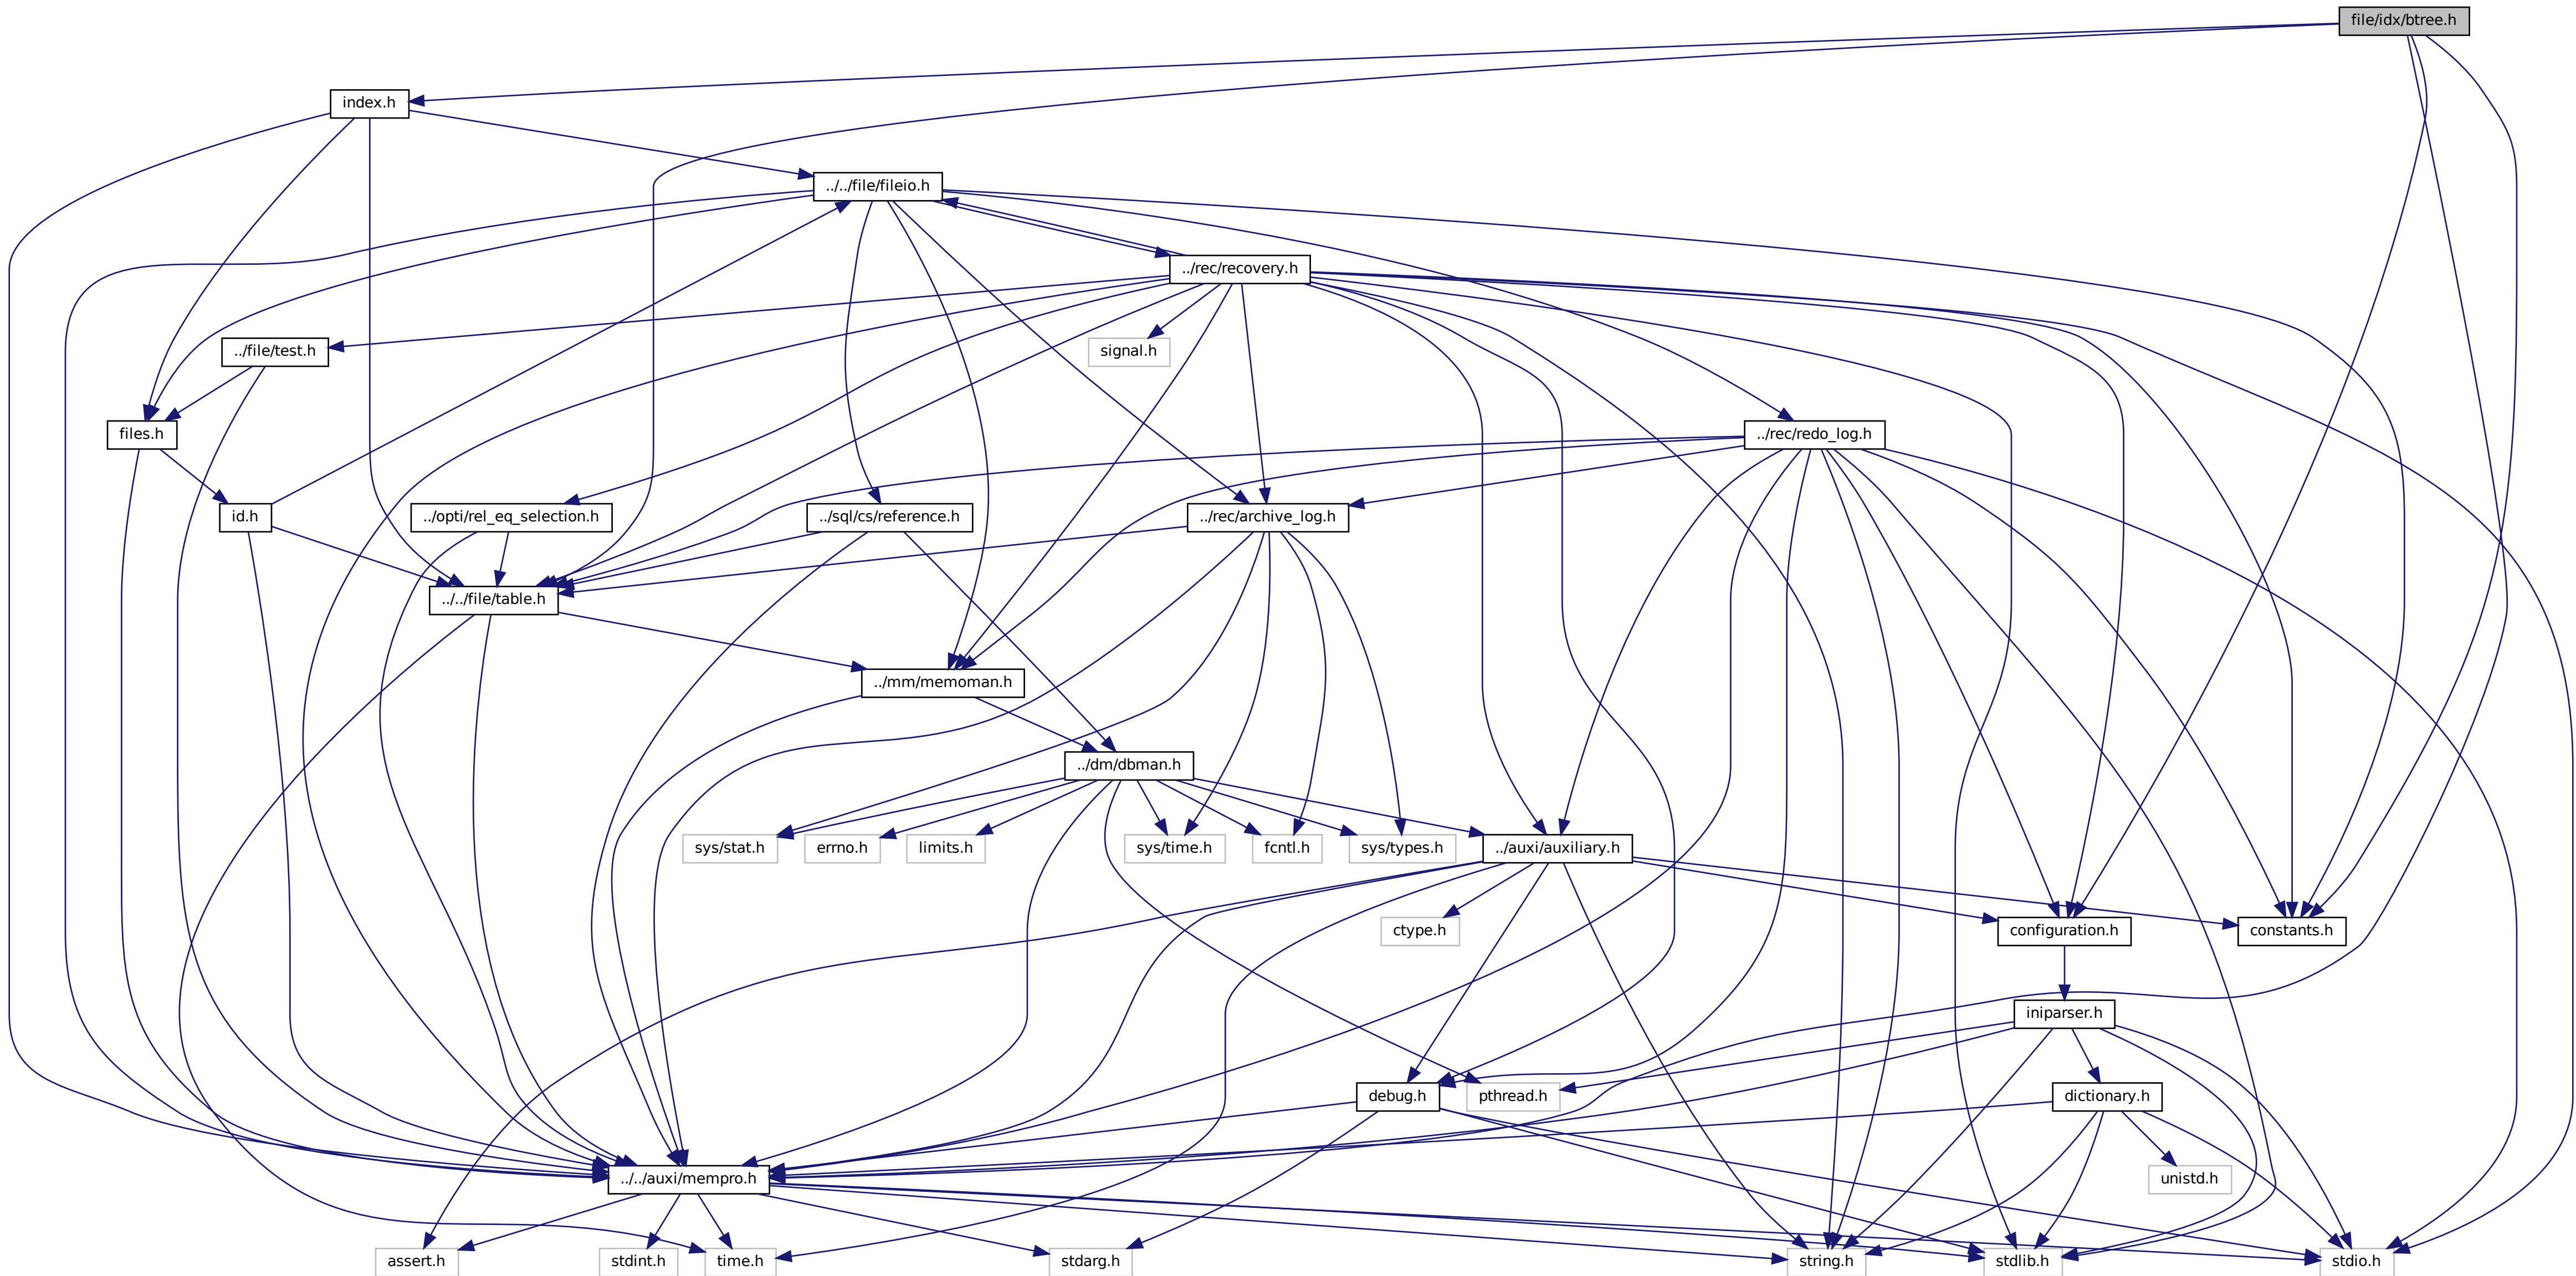 file/idx/btree.h
index.h
../../file/fileio.h
../rec/recovery.h
../file/test.h
signal.h
files.h
../rec/redo_log.h
id.h
../opti/rel_eq_selection.h
../sql/cs/reference.h
../rec/archive_log.h
../../file/table.h
../mm/memoman.h
../dm/dbman.h
sys/stat.h
errno.h
limits.h
sys/time.h
fcntl.h
sys/types.h
../auxi/auxiliary.h
ctype.h
configuration.h
constants.h
iniparser.h
debug.h
pthread.h
dictionary.h
../../auxi/mempro.h
unistd.h
assert.h
stdint.h
time.h
stdarg.h
string.h
stdlib.h
stdio.h